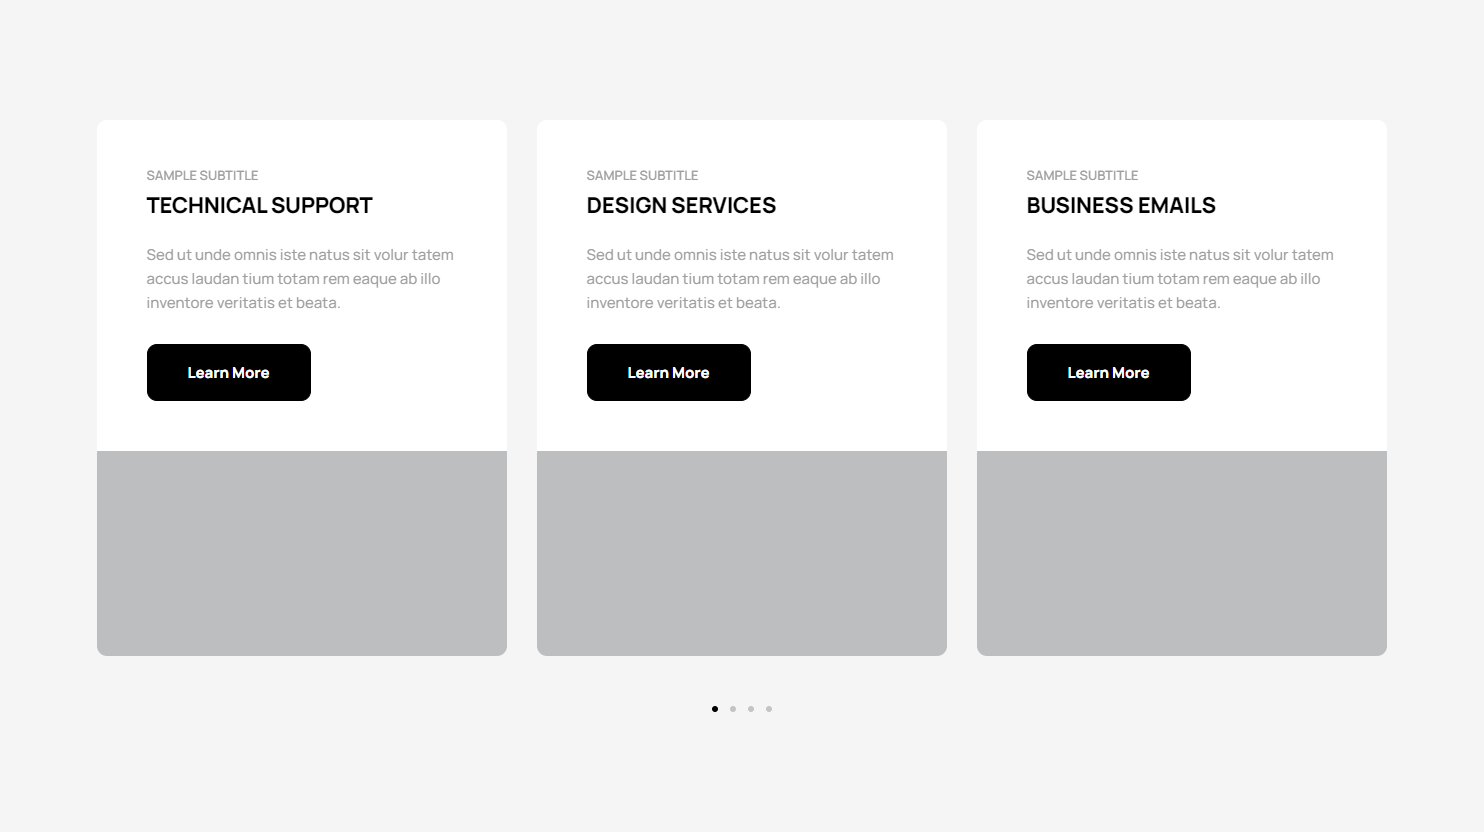 SAMPLE SUBTITLE
TECHNICAL SUPPORT
Sed ut unde omnis iste natus sit volur tatem
accus laudan tium totam rem eaque ab illo
inventore veritatis et beata.
Learn More
SAMPLE SUBTITLE
DESIGN SERVICES
Sed ut unde omnis iste natus sit volur tatem
accus laudan tium totam rem eaque ab illo
inventore veritatis et beata.
Learn More
SAMPLE SUBTITLE
BUSINESS EMAILS
Sed ut unde omnis iste natus sit volur tatem
accus laudan tium totam rem eaque ab illo
inventore veritatis et beata.
Learn More